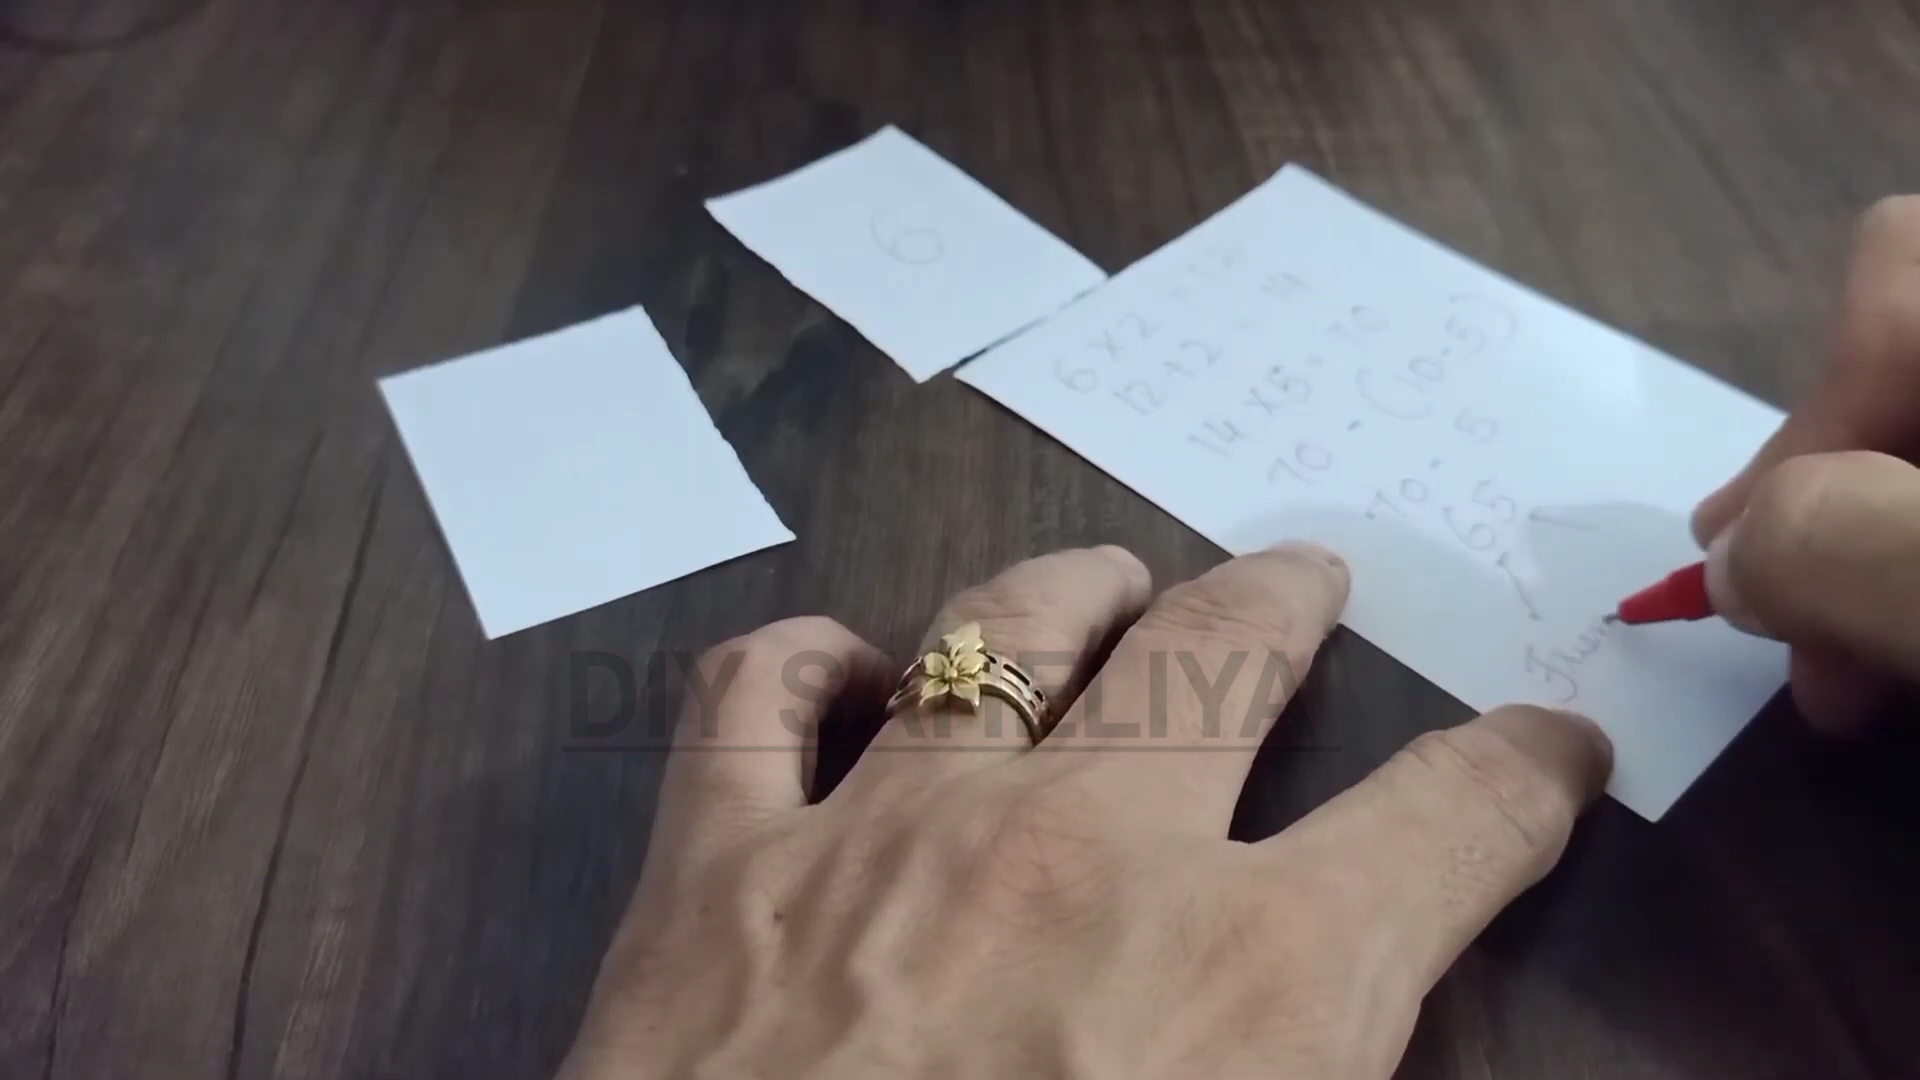 6
6 x 2 = 12
12 + 2 = 14
14 x 5 = 70
70 - (10 - 5)
70 - 5
65
DIY SAHELIYA